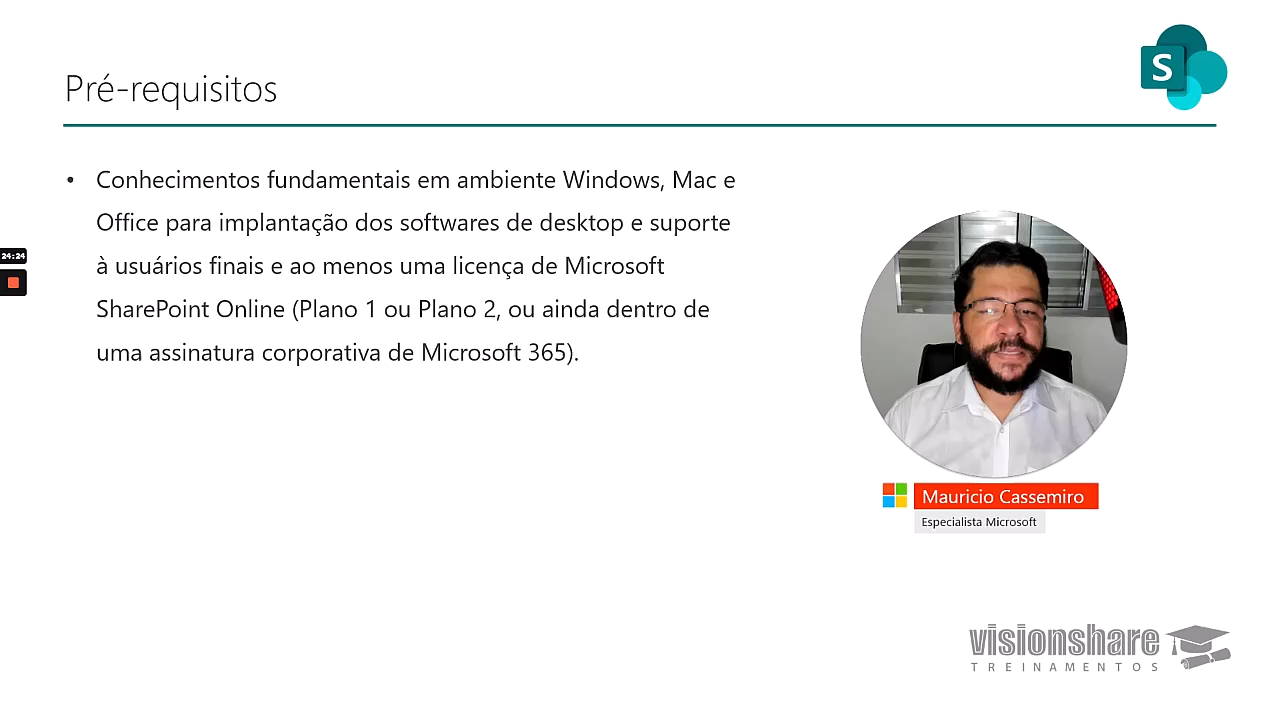 Pré-requisitos
S
• Conhecimentos fundamentais em ambiente Windows, Mac e
Office para implantação dos softwares de desktop e suporte
à usuários finais e ao menos uma licença de Microsoft
SharePoint Online (Plano 1 ou Plano 2, ou ainda dentro de
uma assinatura corporativa de Microsoft 365).
24:24
Mauricio Cassemiro
Especialista Microsoft
visionshare
TREINAMENTOS